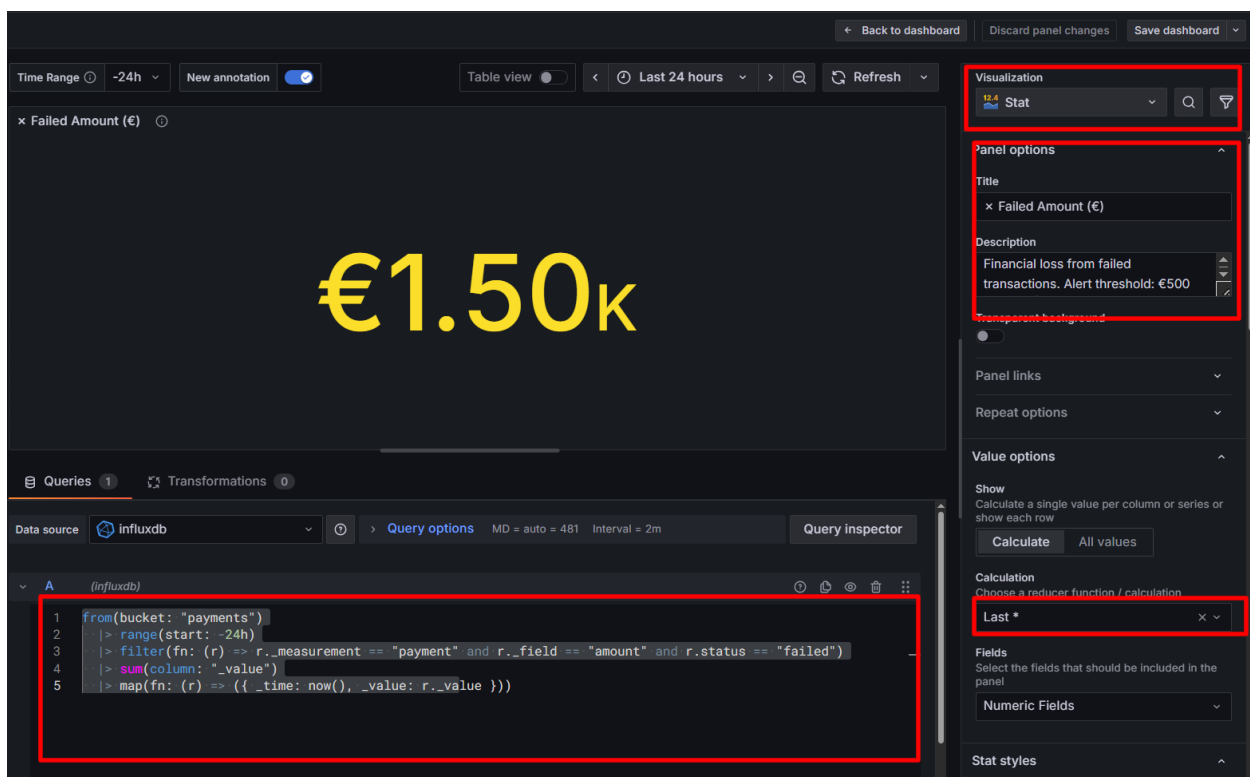 ← Back to dashboard
Discard panel changes
Save dashboard
Time Range
-24h
New annotation
Table view
Last 24 hours
Refresh
× Failed Amount (€)
€1.50K
Queries 1
Transformations 0
Data source
influxdb
Query options
MD = auto = 481
Interval = 2m
Query inspector
A
(influxdb)
1 from(bucket: "payments")
2 |> range(start: -24h)
3 |> filter(fn: (r) => r._measurement == "payment" and r._field == "amount" and r.status == "failed")
4 |> sum(column: "_value")
5 |> map(fn: (r) => ({ _time: now(), _value: r._value }))
Visualization
12.4
Stat
Panel options
Title
× Failed Amount (€)
Description
Financial loss from failed
transactions. Alert threshold: €500
Transparent background
Panel links
Repeat options
Value options
Show
Calculate a single value per column or series or
show each row
Calculate
All values
Calculation
Choose a reducer function / calculation
Last *
Fields
Select the fields that should be included in the
panel
Numeric Fields
Stat styles